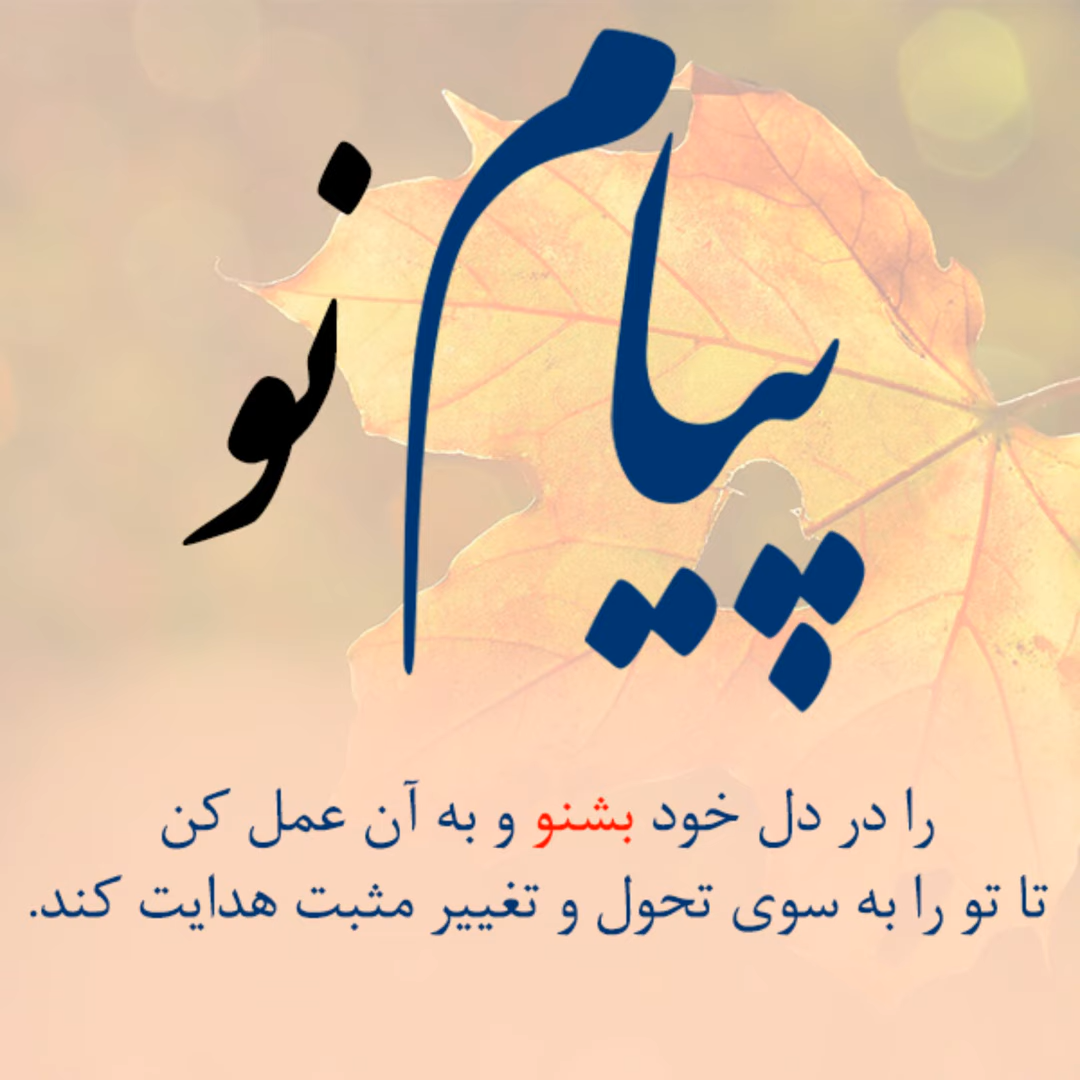 پیام نو
را در دل خود بشنو و به آن عمل کن
تا تو را به سوی تحول و تغییر مثبت هدایت کند.